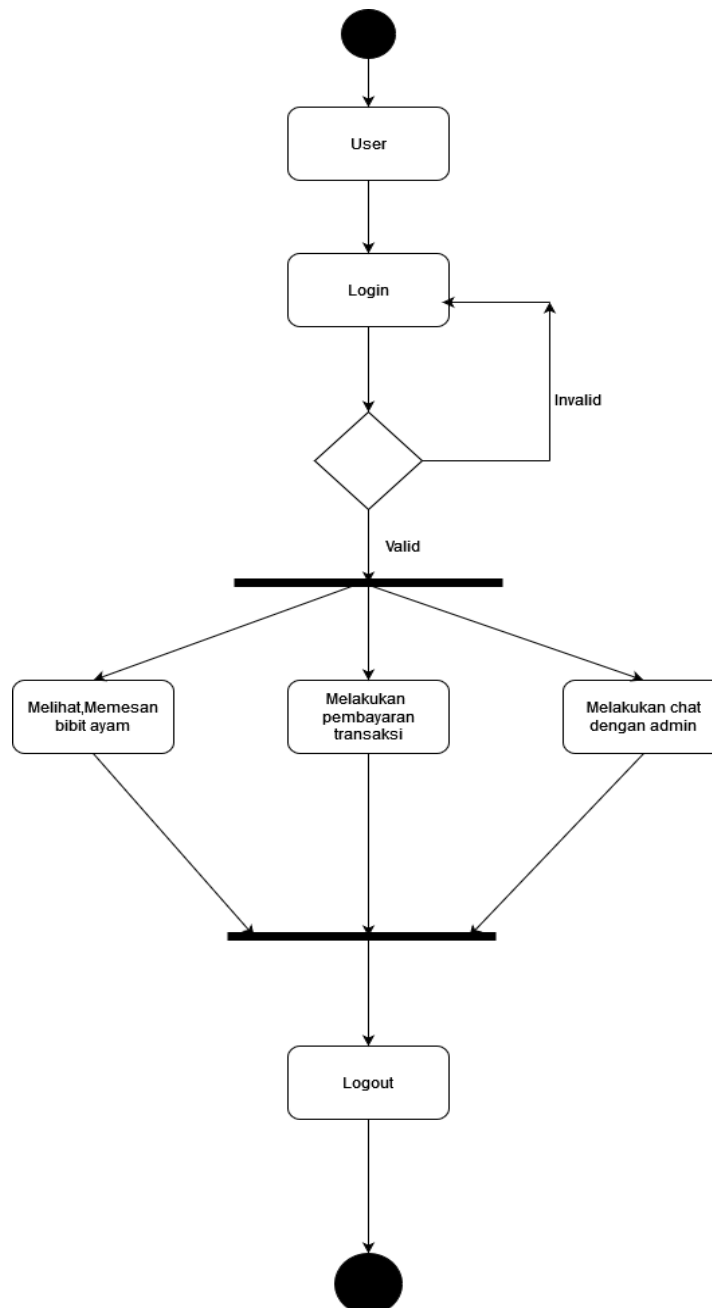 User
Login
Invalid
Valid
Melihat,Memesan
bibit ayam
Melakukan
pembayaran
transaksi
Melakukan chat
dengan admin
Logout